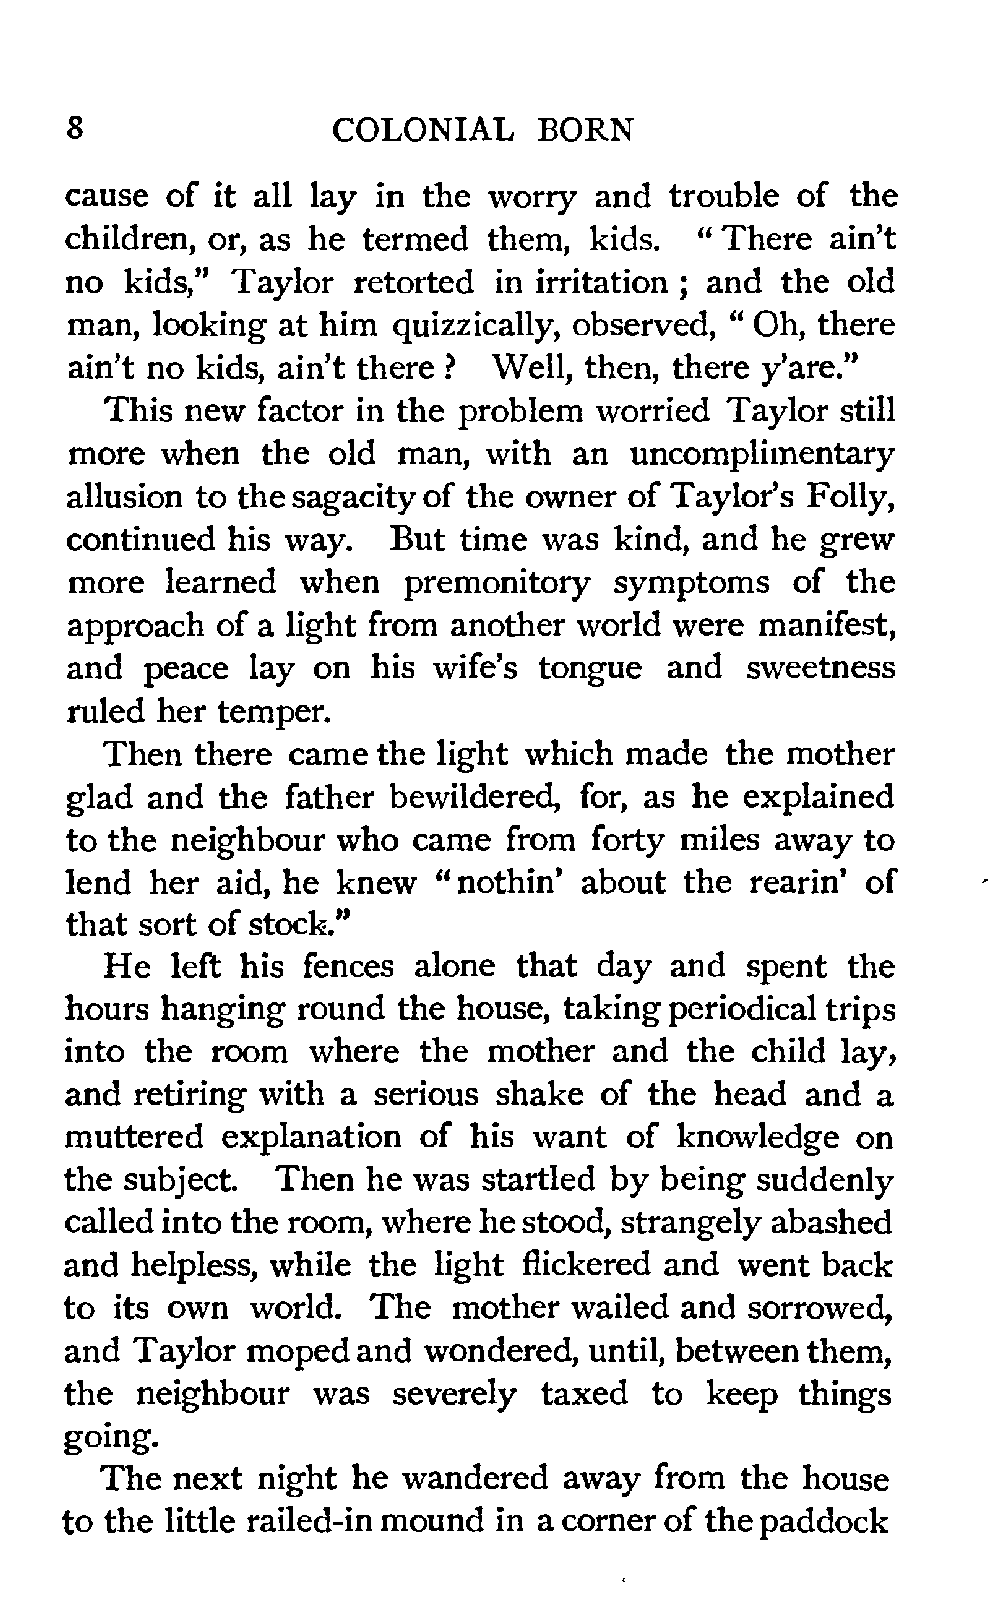 8 COLONIAL BORN
cause of it all lay in the worry and trouble of the
children, or, as he termed them, kids. “ There ain't
no kids,” Taylor retorted in irritation ; and the old
man, looking at him quizzically, observed, “ Oh, there
ain't no kids, ain't there ? Well, then, there y'are.”
This new factor in the problem worried Taylor still
more when the old man, with an uncomplimentary
allusion to the sagacity of the owner of Taylor's Folly,
continued his way. But time was kind, and he grew
more learned when premonitory symptoms of the
approach of a light from another world were manifest,
and peace lay on his wife's tongue and sweetness
ruled her temper.
Then there came the light which made the mother
glad and the father bewildered, for, as he explained
to the neighbour who came from forty miles away to
lend her aid, he knew “ nothin' about the rearin' of
that sort of stock.”
He left his fences alone that day and spent the
hours hanging round the house, taking periodical trips
into the room where the mother and the child lay,
and retiring with a serious shake of the head and a
muttered explanation of his want of knowledge on
the subject. Then he was startled by being suddenly
called into the room, where he stood, strangely abashed
and helpless, while the light flickered and went back
to its own world. The mother wailed and sorrowed,
and Taylor moped and wondered, until, between them,
the neighbour was severely taxed to keep things
going.
The next night he wandered away from the house
to the little railed-in mound in a corner of the paddock